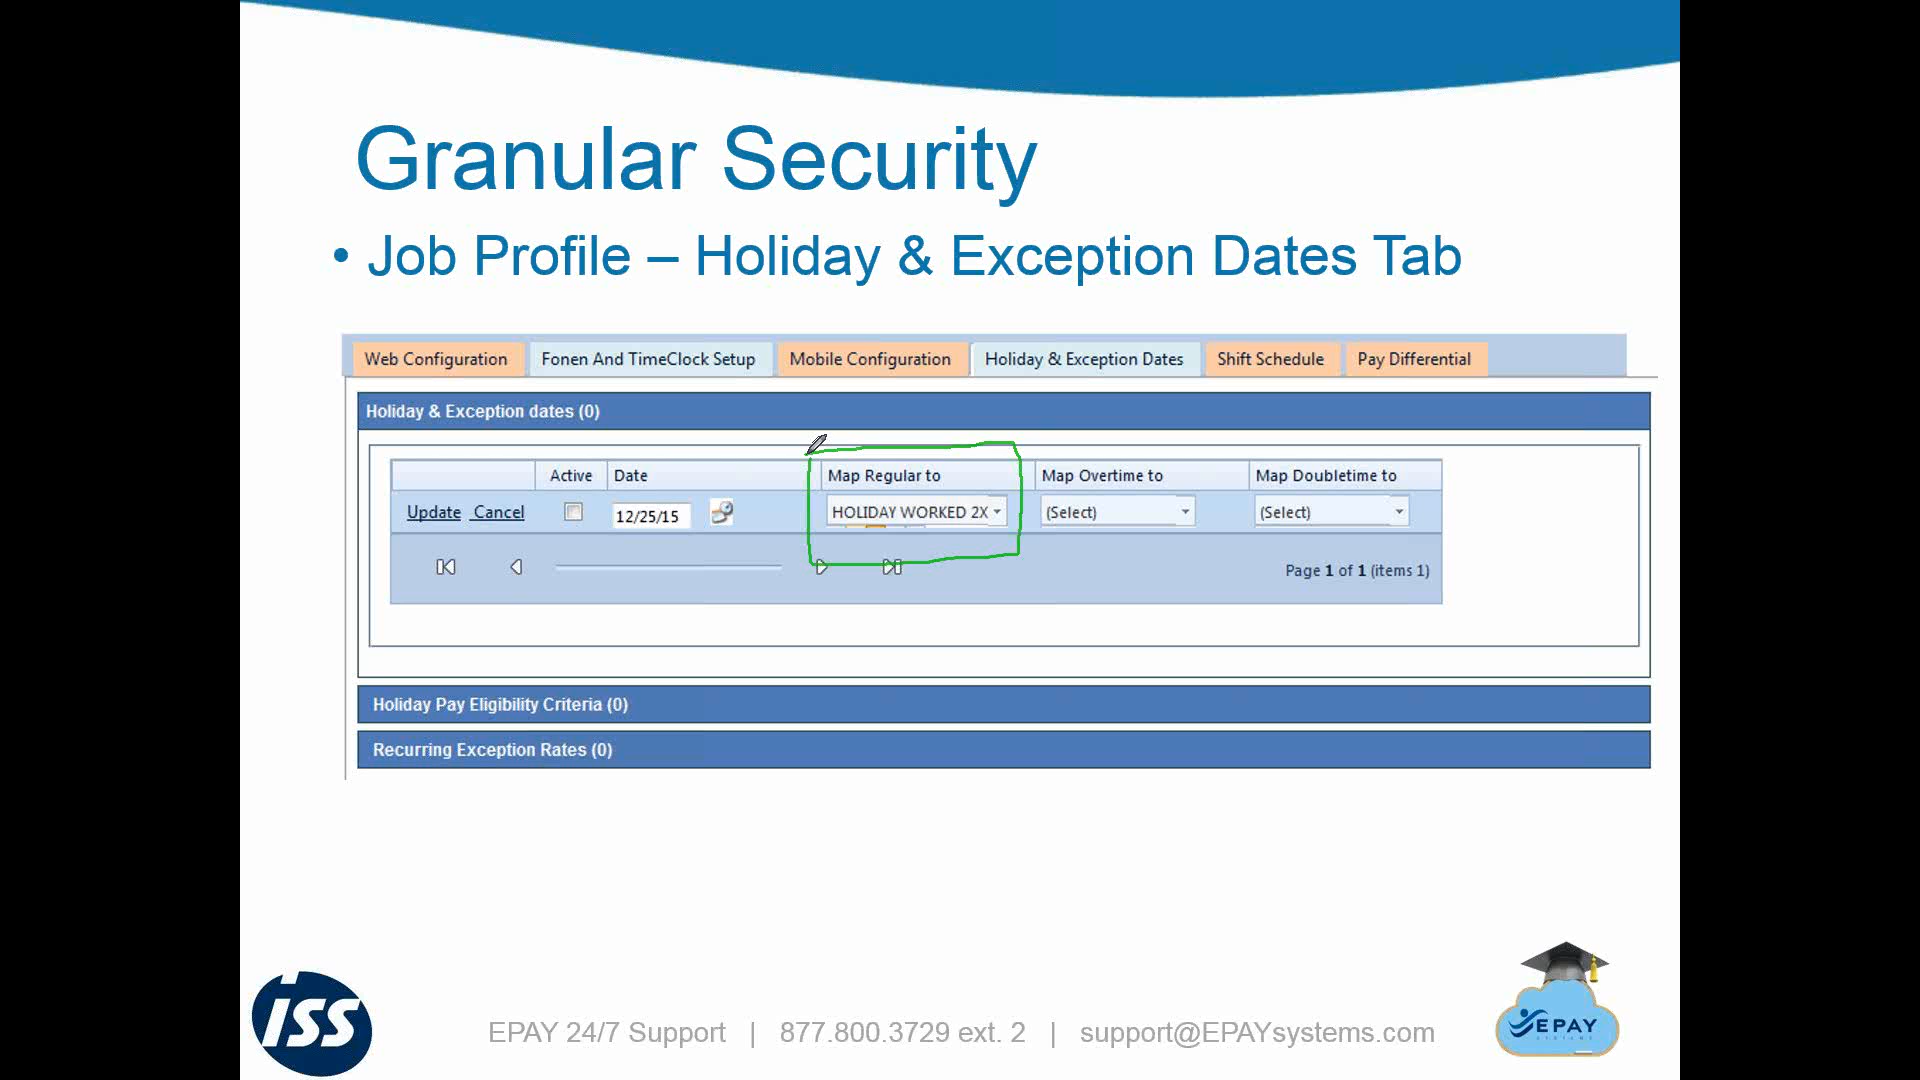 Granular Security
• Job Profile – Holiday & Exception Dates Tab
Web Configuration Fonen And TimeClock Setup Mobile Configuration Holiday & Exception Dates Shift Schedule Pay Differential
Holiday & Exception dates (0)
Active Date Map Regular to Map Overtime to Map Doubletime to
Update Cancel 12/25/15 HOLIDAY WORKED 2X (Select) (Select)
Page 1 of 1 (items 1)
Holiday Pay Eligibility Criteria (0)
Recurring Exception Rates (0)
ISS
EPAY 24/7 Support | 877.800.3729 ext. 2 | support@EPAYsystems.com
EPAY
SYSTEMS